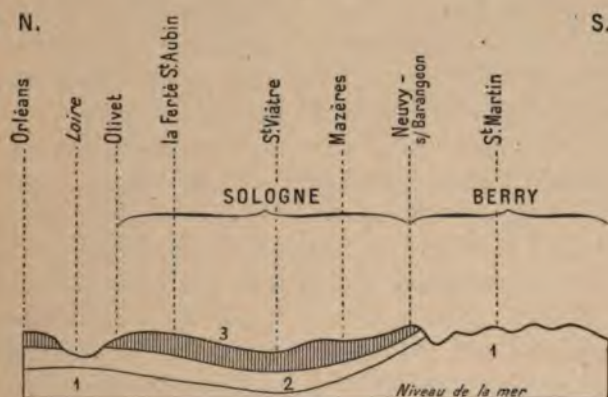 N.
S.
Orléans
Loire
Olivet
la Ferté St Aubin
St Viâtre
Mazères
Neuvy-
s/Barangeon
St Martin
SOLOGNE
BERRY
3
1
1
2
Niveau de la mer